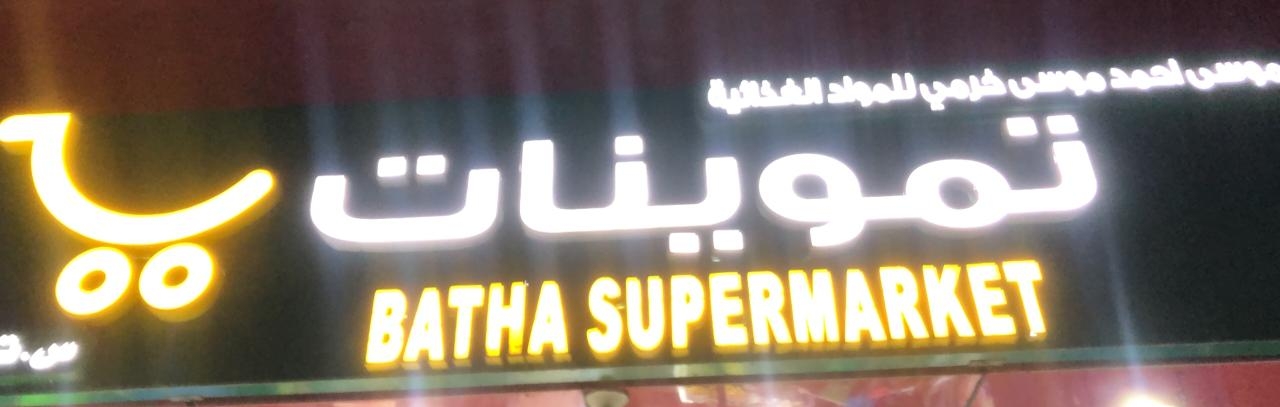 موسى احمد موسى خرمي للمواد الغذائية
تموينات
BATHA SUPERMARKET
س.ت